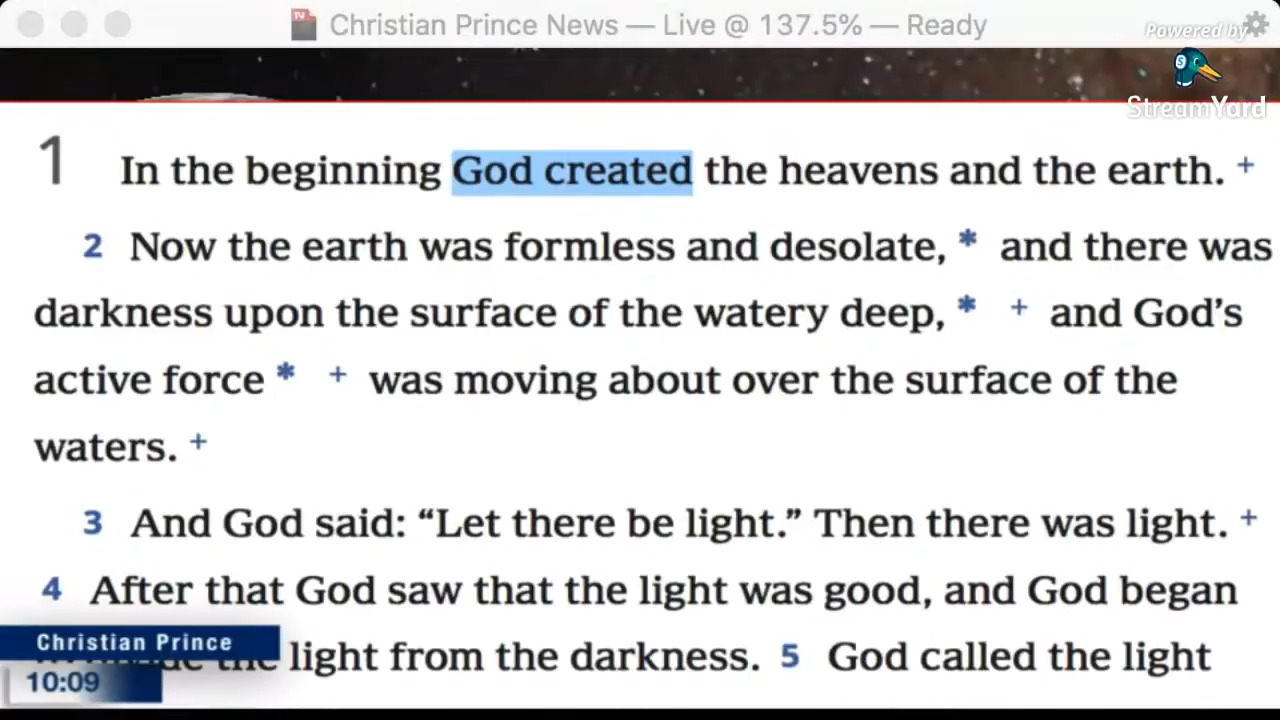 Christian Prince News — Live @ 137.5% — Ready
Powered by
StreamYard
1 In the beginning God created the heavens and the earth. +
2 Now the earth was formless and desolate, * and there was
darkness upon the surface of the watery deep, * + and God's
active force * + was moving about over the surface of the
waters. +
3 And God said: “Let there be light.” Then there was light. +
4 After that God saw that the light was good, and God began
the light from the darkness. 5 God called the light
Christian Prince
10:09